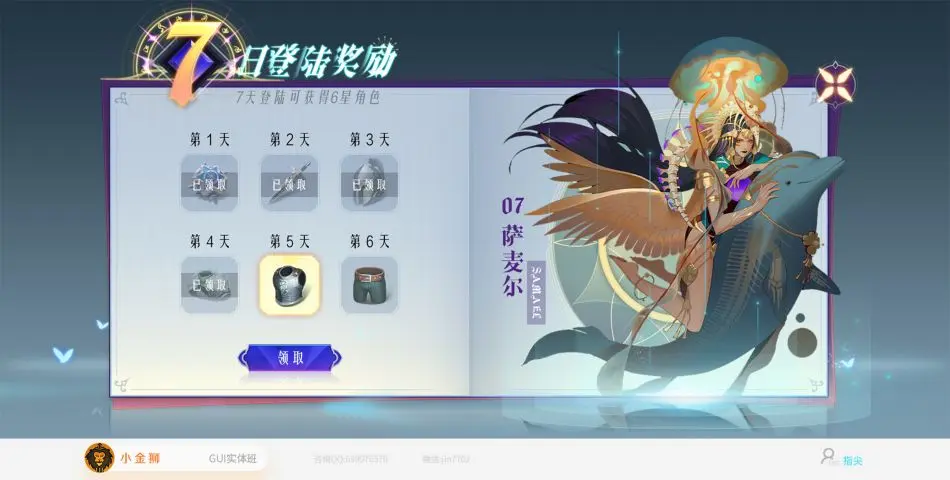 7日登陆奖励
7天登陆可获得6星角色
第1天 第2天 第3天
已领取 已领取 已领取
第4天 第5天 第6天
已领取
领取
07
萨麦尔
SAMAEL
小金狮
GUI实体班
指尖